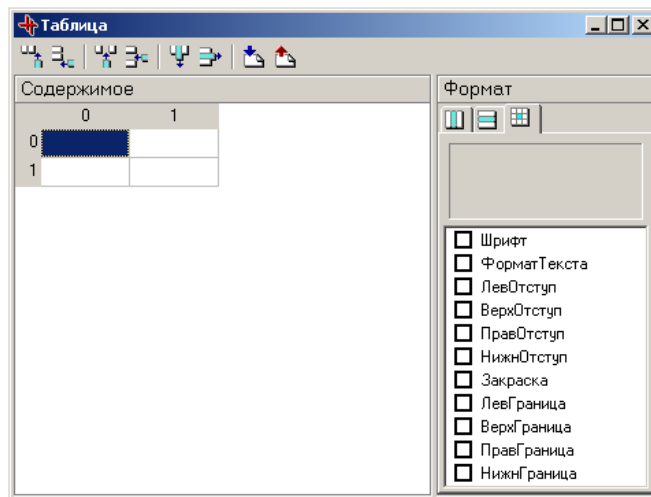 Таблица
Содержимое
Формат
0 1
0
1
Шрифт
ФорматТекста
ЛевОтступ
ВерхОтступ
ПравОтступ
НижнОтступ
Закраска
ЛевГраница
ВерхГраница
ПравГраница
НижнГраница